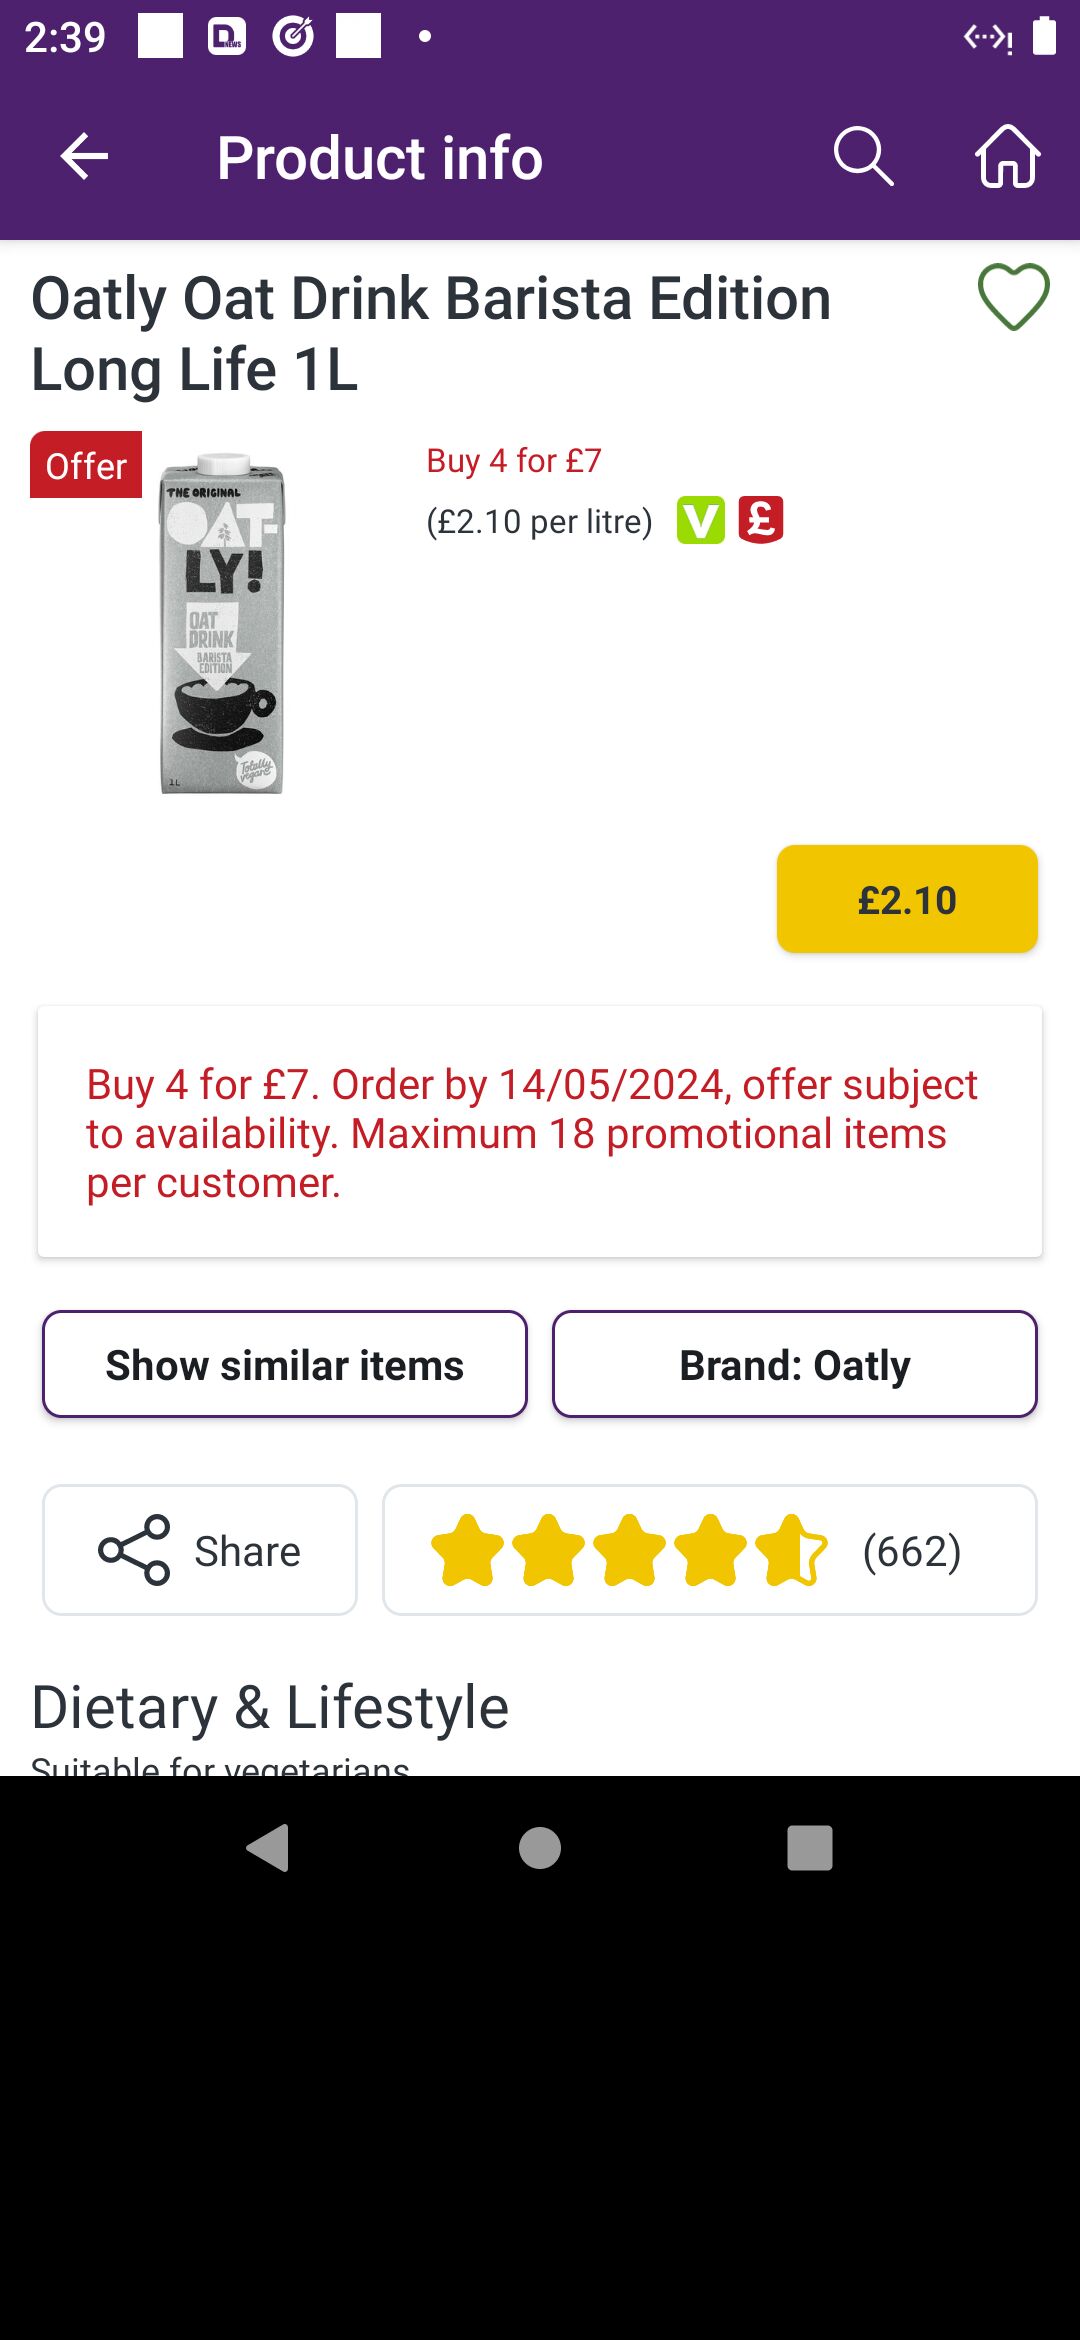 2:39
Product info
Oatly Oat Drink Barista Edition
Long Life 1L
Offer
Buy 4 for £7
(£2.10 per litre)
V £
THE ORIGINAL
OAT-
LY!
OAT
DRINK
BARISTA
EDITION
Totally
vegan!
1L
£2.10
Buy 4 for £7. Order by 14/05/2024, offer subject
to availability. Maximum 18 promotional items
per customer.
Show similar items
Brand: Oatly
Share
(662)
Dietary & Lifestyle
Suitable for vegetarians